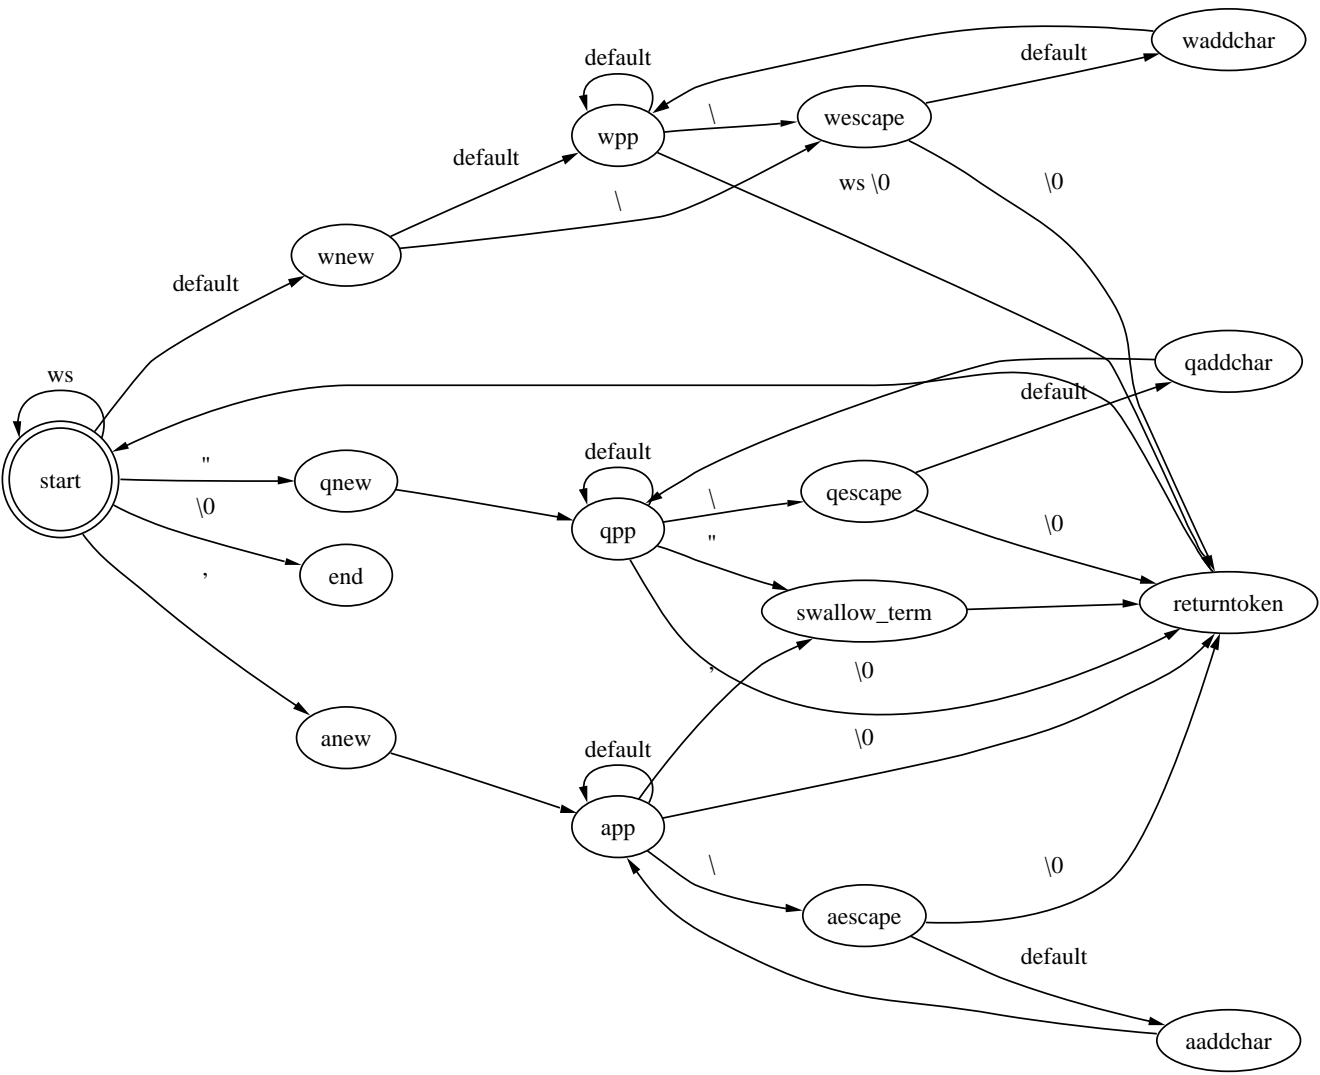 waddchar
default
default
\
wescape
wpp
default
ws \0
\0
\
wnew
default
qaddchar
ws
default
default
"
start
qnew
\
qescape
\0
"
\0
qpp
end
'
returntoken
swallow_term
'
\0
anew
\0
default
app
\
\0
aescape
default
aaddchar